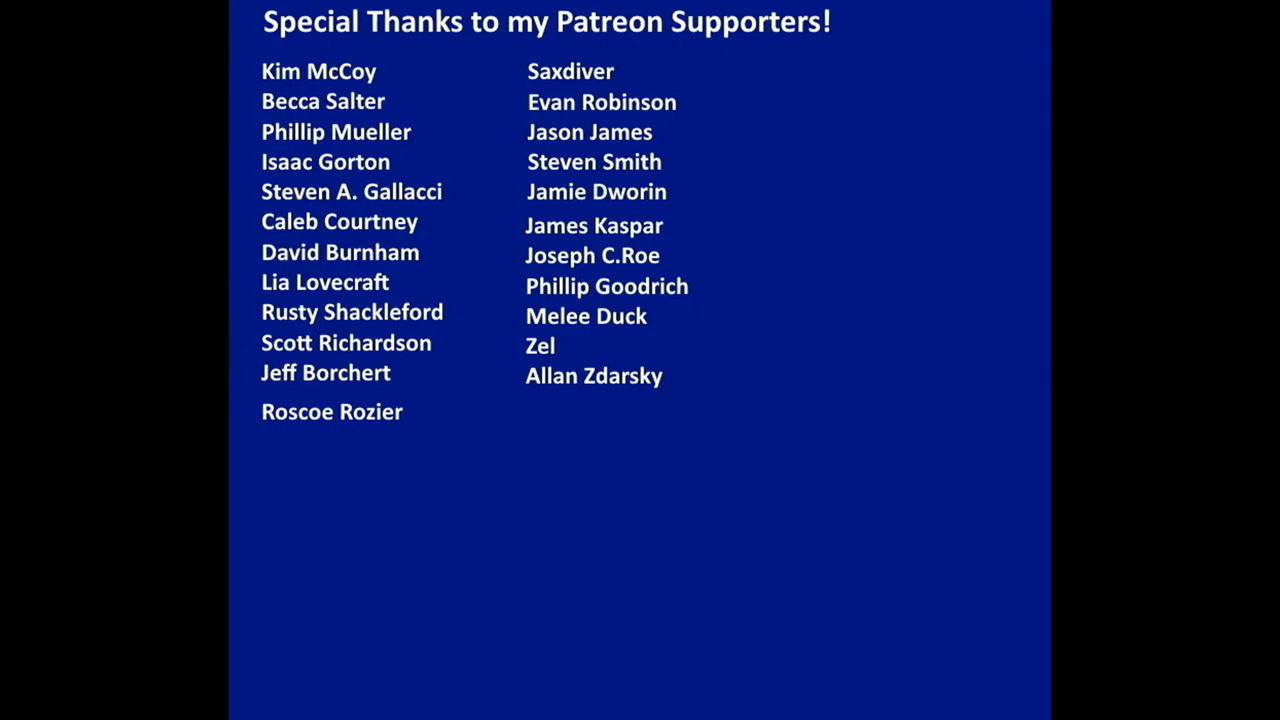 Special Thanks to my Patreon Supporters!
Kim McCoy
Becca Salter
Phillip Mueller
Isaac Gorton
Steven A. Gallacci
Caleb Courtney
David Burnham
Lia Lovecraft
Rusty Shackleford
Scott Richardson
Jeff Borchert
Roscoe Rozier
Saxdiver
Evan Robinson
Jason James
Steven Smith
Jamie Dworin
James Kaspar
Joseph C.Roe
Phillip Goodrich
Melee Duck
Zel
Allan Zdarsky